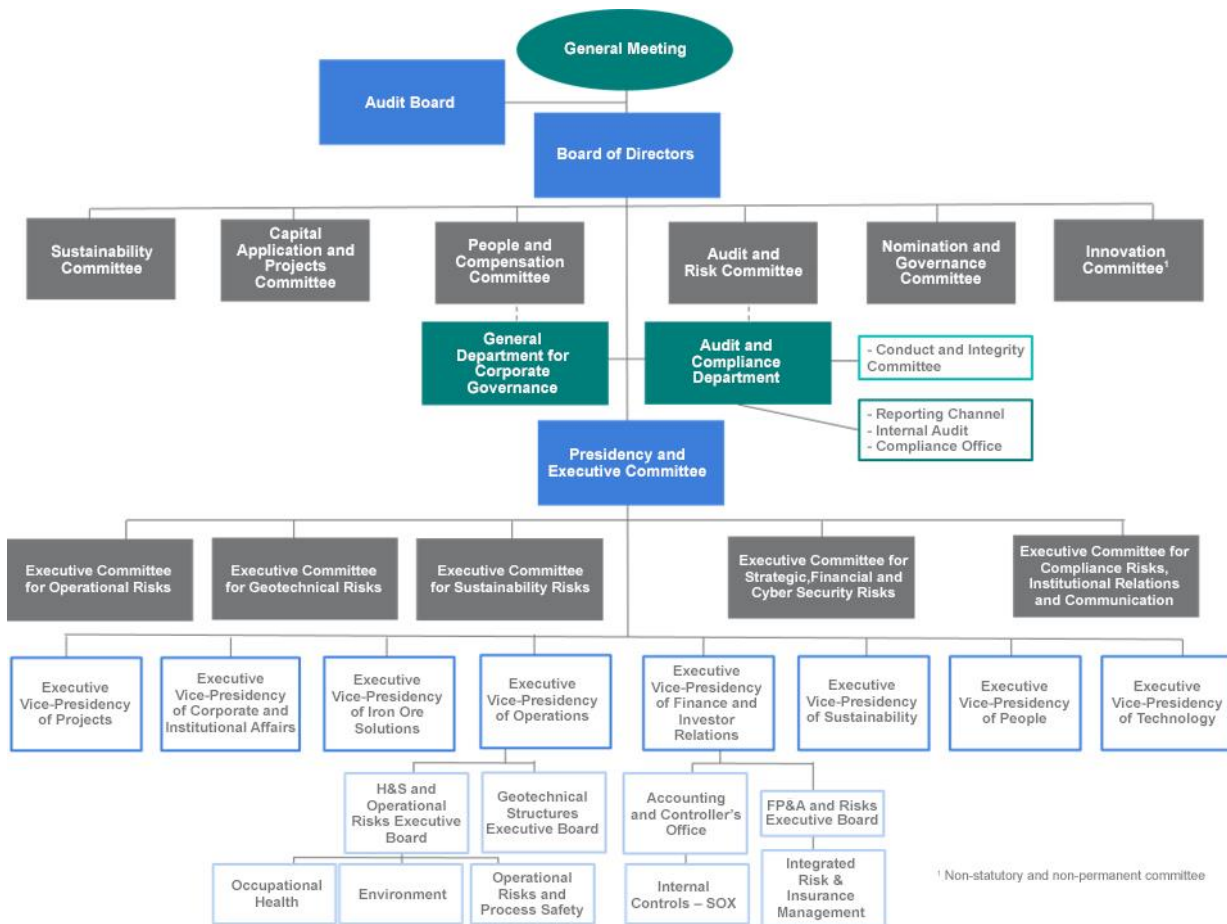 General Meeting
Audit Board
Board of Directors
Sustainability
Committee
Capital
Application and
Projects
Committee
People and
Compensation
Committee
Audit and
Risk Committee
Nomination and
Governance
Committee
Innovation
Committee¹
General
Department for
Corporate
Governance
Audit and
Compliance
Department
- Conduct and Integrity
Committee
- Reporting Channel
- Internal Audit
- Compliance Office
Presidency and
Executive Committee
Executive Committee
for Operational Risks
Executive Committee
for Geotechnical Risks
Executive Committee
for Sustainability Risks
Executive Committee for
Strategic,Financial and
Cyber Security Risks
Executive Committee for
Compliance Risks,
Institutional Relations
and Communication
Executive
Vice-Presidency
of Projects
Executive
Vice-Presidency
of Corporate and
Institutional Affairs
Executive
Vice-Presidency
of Iron Ore
Solutions
Executive
Vice-Presidency
of Operations
Executive
Vice-Presidency
of Finance and
Investor
Relations
Executive
Vice-Presidency
of Sustainability
Executive
Vice-Presidency
of People
Executive
Vice-Presidency
of Technology
H&S and
Operational
Risks Executive
Board
Geotechnical
Structures
Executive Board
Accounting
and Controller's
Office
FP&A and Risks
Executive Board
Occupational
Health
Environment
Operational
Risks and
Process Safety
Internal
Controls – SOX
Integrated
Risk &
Insurance
Management
¹ Non-statutory and non-permanent committee